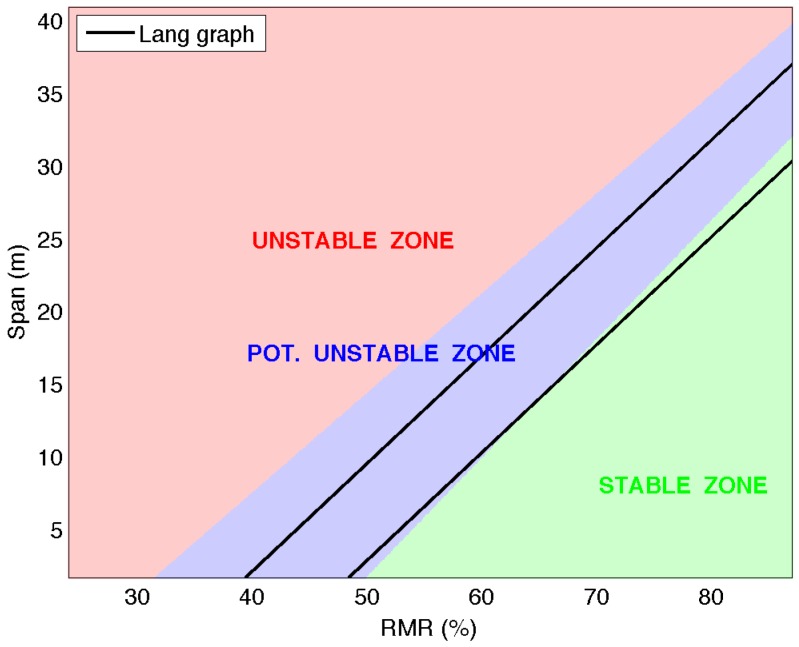 40
Lang graph
35
30
25
UNSTABLE ZONE
20
Span (m)
POT. UNSTABLE ZONE
15
10
STABLE ZONE
5
30 40 50 60 70 80
RMR (%)